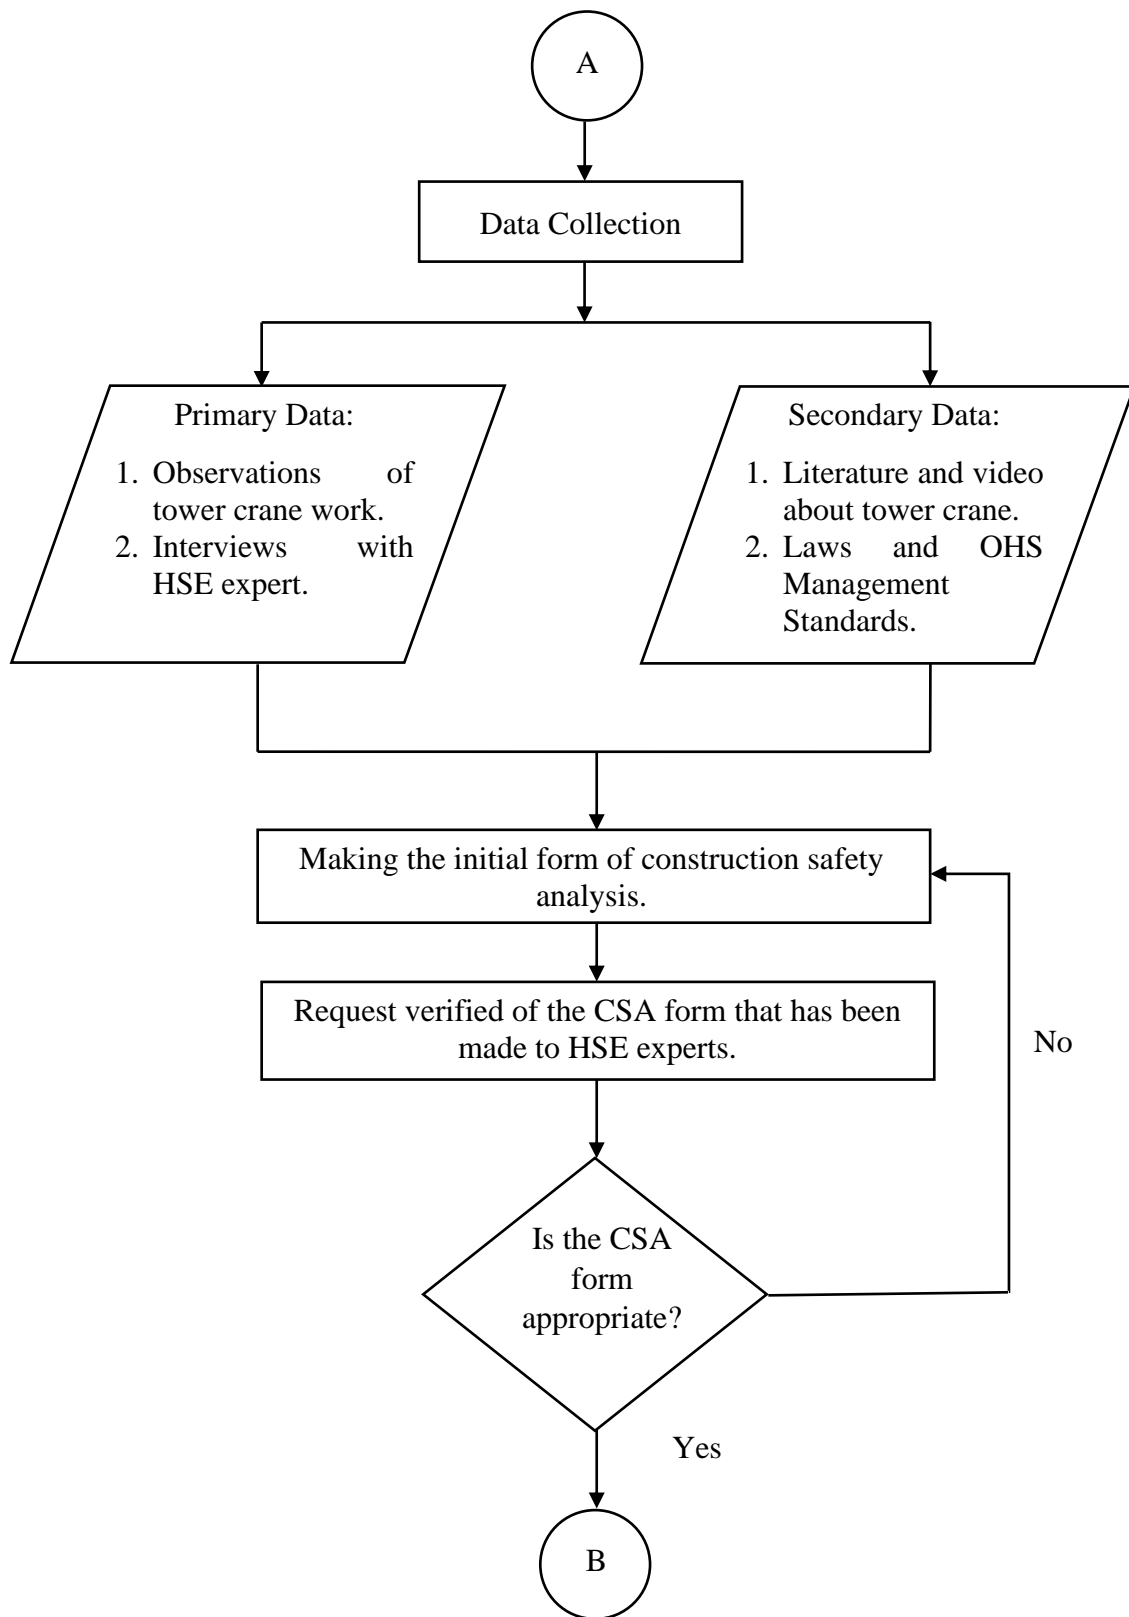 A
Data Collection
Primary Data:
1. Observations of
tower crane work.
2. Interviews with
HSE expert.
Secondary Data:
1. Literature and video
about tower crane.
2. Laws and OHS
Management
Standards.
Making the initial form of construction safety
analysis.
Request verified of the CSA form that has been
made to HSE experts.
No
Is the CSA
form
appropriate?
Yes
B